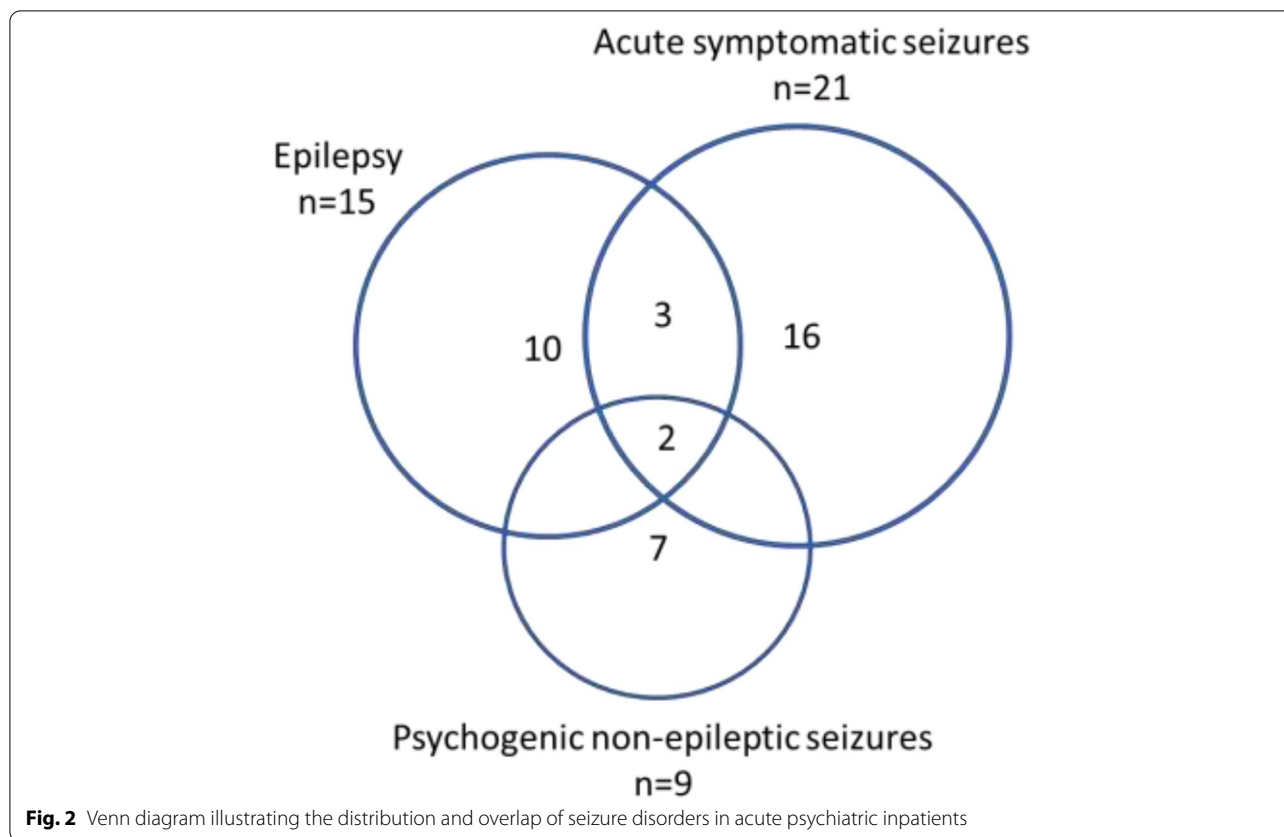 Acute symptomatic seizures
n=21
Epilepsy
n=15
3
10
16
2
7
Psychogenic non-epileptic seizures
n=9
Fig. 2 Venn diagram illustrating the distribution and overlap of seizure disorders in acute psychiatric inpatients